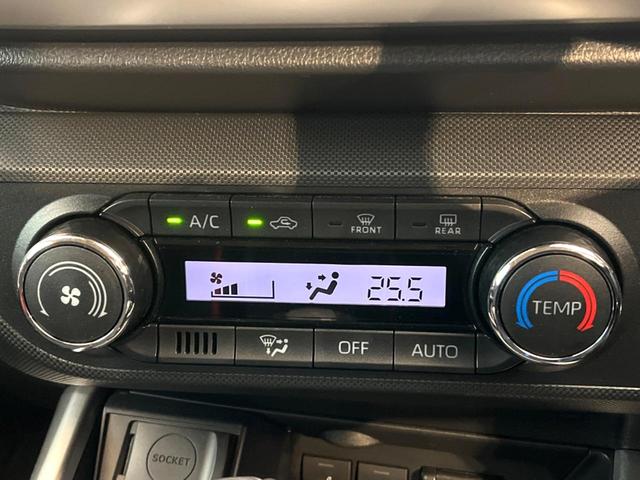 A/C
FRONT
REAR
25.5
TEMP
OFF
AUTO
SOCKET